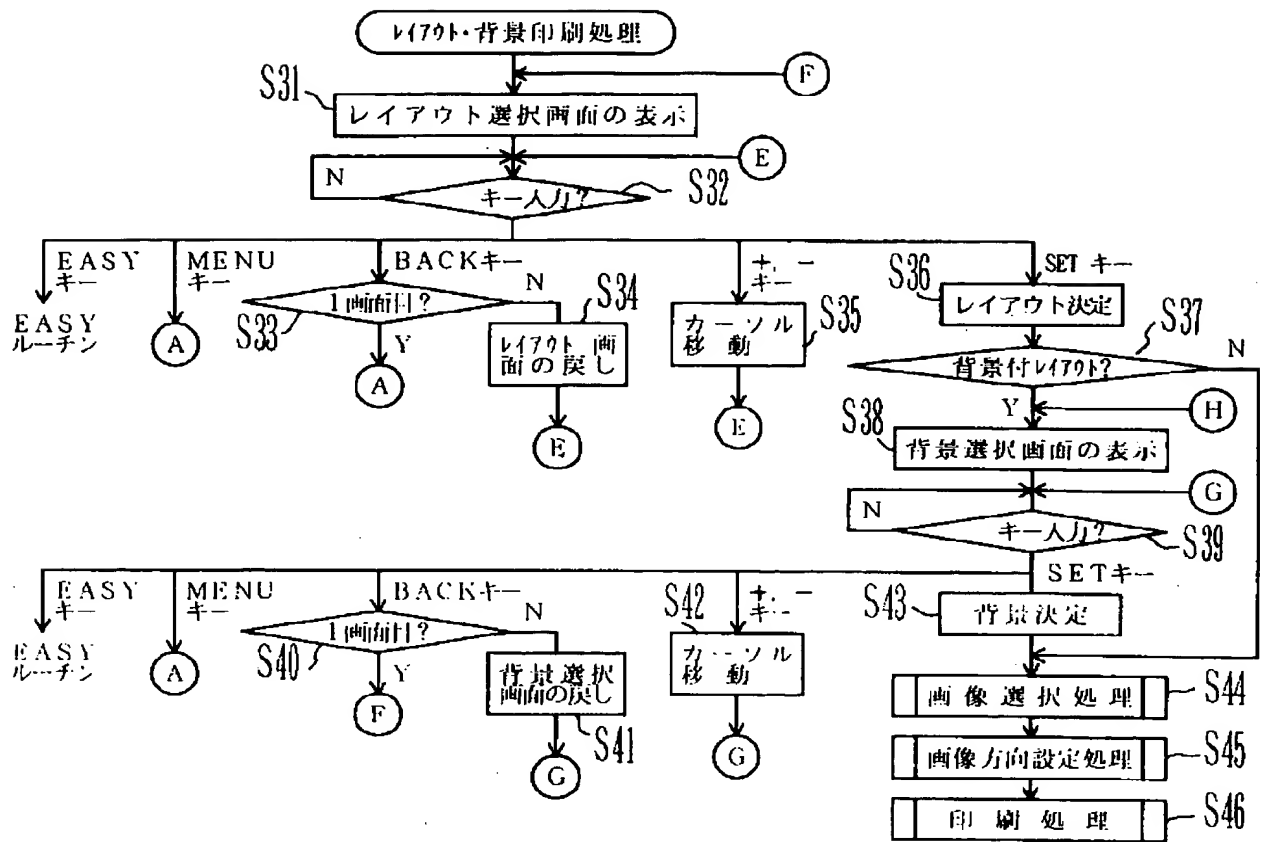 レイアウト・背景印刷処理
F
S31
レイアウト選択画面の表示
E
N
S32
キー入力?
EASY
キー
MENU
キー
BACKキー
+, −
キー
SET キー
EASY
ルーチン
A
S33
1画面目?
N
Y
A
S34
レイアウト画
面の戻し
E
S35
カーソル
移動
E
S36
レイアウト決定
S37
背景付レイアウト?
N
Y
H
S38
背景選択画面の表示
G
N
キー入力?
S39
EASY
キー
MENU
キー
BACKキー
+, −
キー
SETキー
EASY
ルーチン
A
S40
1画面目?
N
Y
F
背景選択
画面の戻し
S41
G
S42
カーソル
移動
G
S43
背景決定
画像選択処理
S44
画像方向設定処理
S45
印刷処理
S46